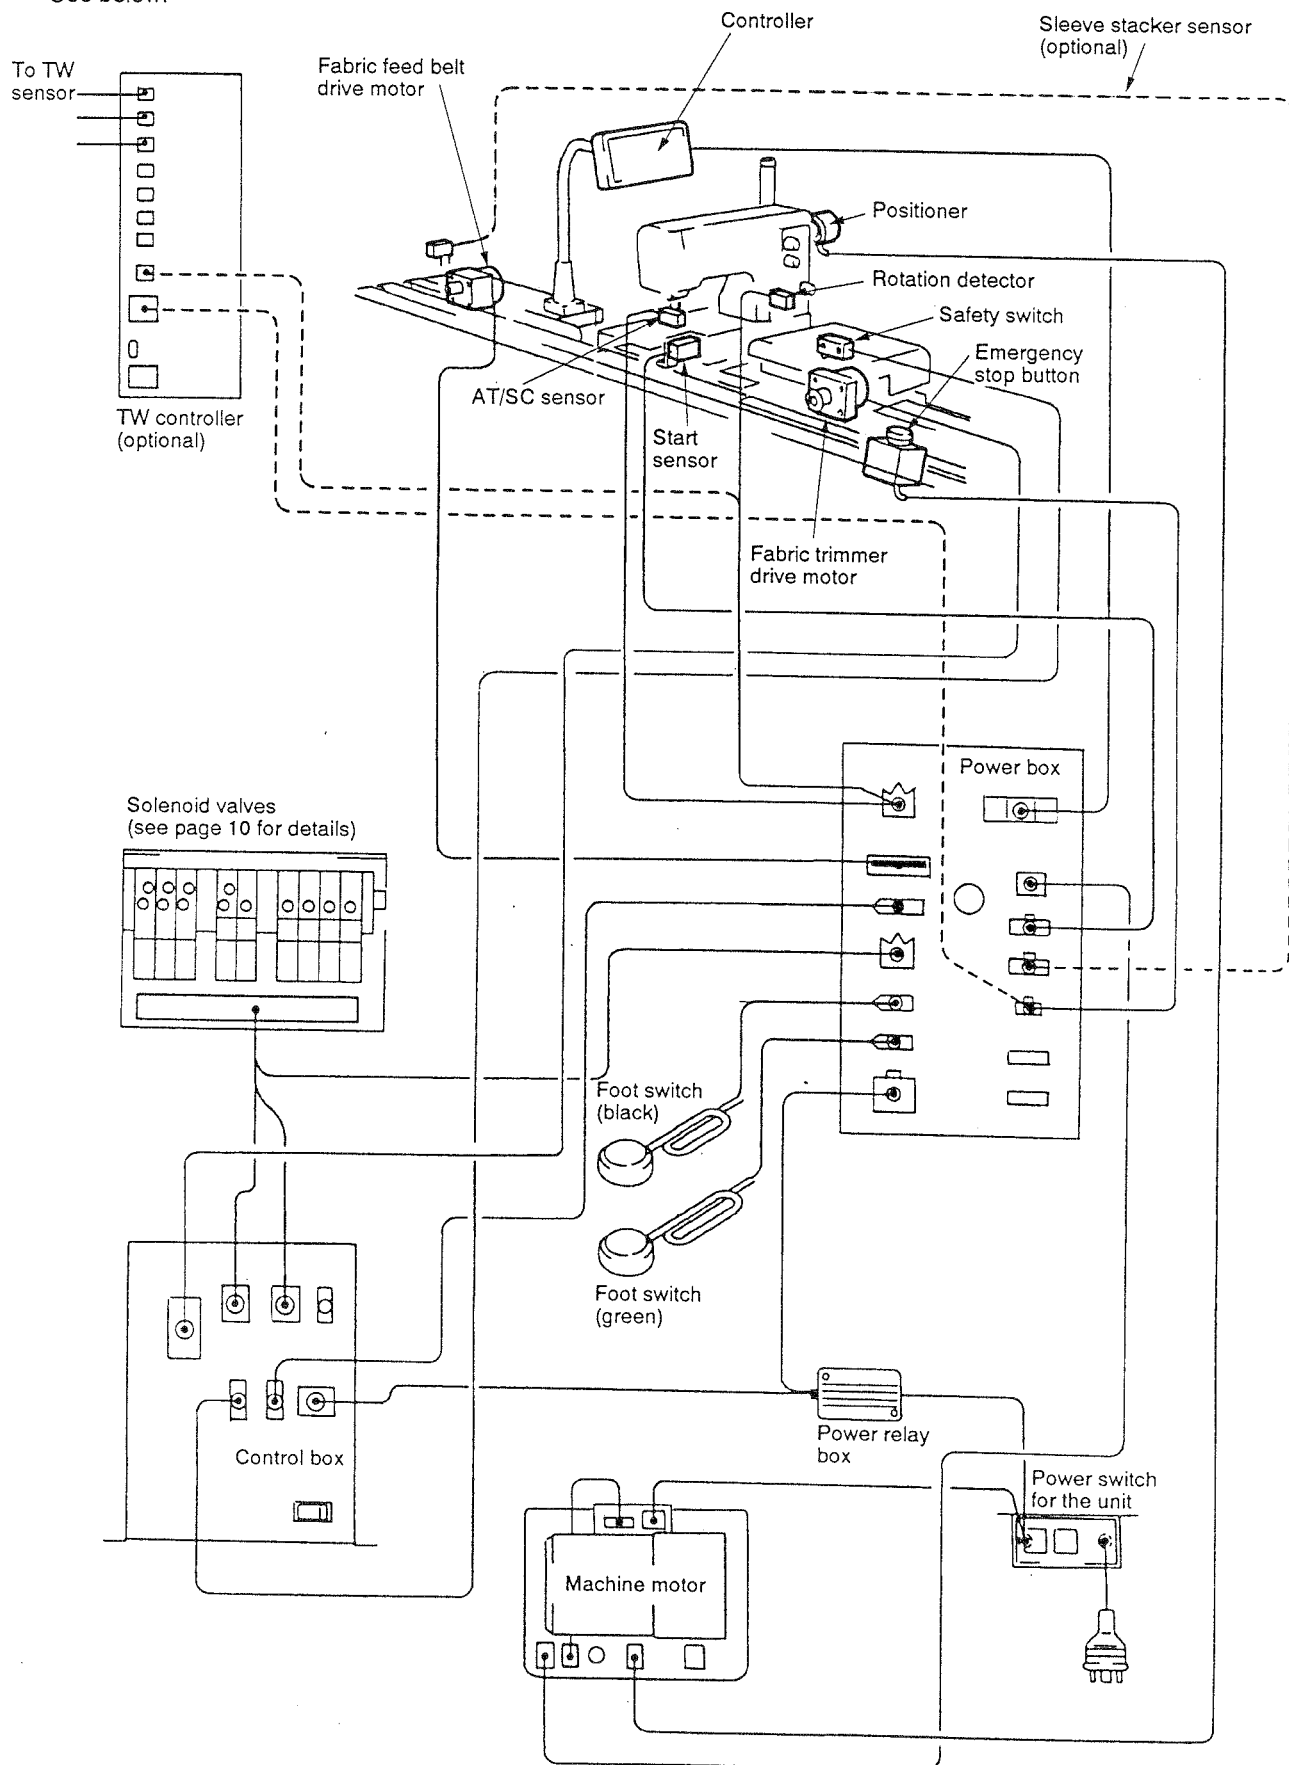 Controller
Sleeve stacker sensor
(optional)
To TW
sensor
Fabric feed belt
drive motor
Positioner
Rotation detector
Safety switch
Emergency
stop button
AT/SC sensor
TW controller
(optional)
Start
sensor
Fabric trimmer
drive motor
Power box
Solenoid valves
(see page 10 for details)
Foot switch
(black)
Foot switch
(green)
Power relay
box
Control box
Power switch
for the unit
Machine motor